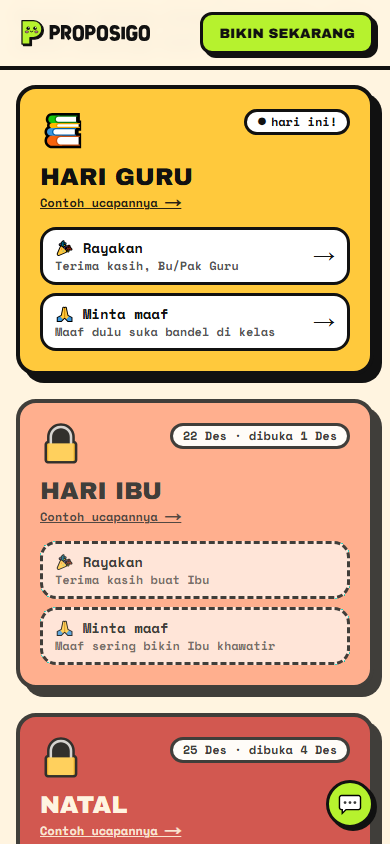 PROPOSIGO
BIKIN SEKARANG
● hari ini!
HARI GURU
Contoh ucapannya →
🎉 Rayakan
Terima kasih, Bu/Pak Guru
→
🙏 Minta maaf
Maaf dulu suka bandel di kelas
→
22 Des · dibuka 1 Des
HARI IBU
Contoh ucapannya →
🎉 Rayakan
Terima kasih buat Ibu
🙏 Minta maaf
Maaf sering bikin Ibu khawatir
25 Des · dibuka 4 Des
NATAL
Contoh ucapannya →